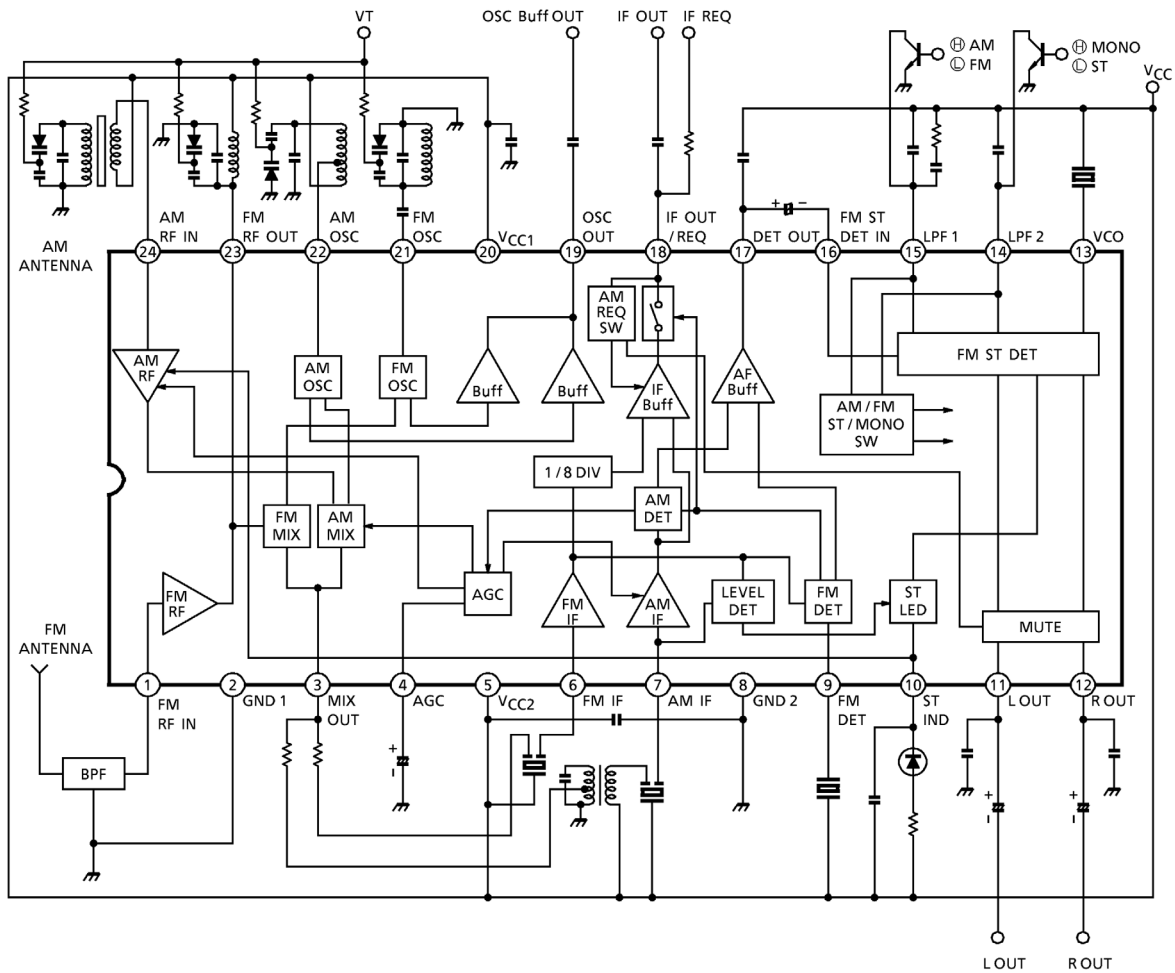 VT
OSC Buff OUT
IF OUT
IF REQ
Ⓗ AM
Ⓛ FM
Ⓗ MONO
Ⓛ ST
VCC
+ -
AM
ANTENNA
AM
RF IN
FM
RF OUT
AM
OSC
FM
OSC
VCC1
OSC
OUT
IF OUT
/REQ
DET OUT
FM ST
DET IN
LPF 1
LPF 2
VCO
24
23
22
21
20
19
18
17
16
15
14
13
AM
RF
AM
OSC
FM
OSC
Buff
Buff
AM
REQ
SW
IF
Buff
AF
Buff
FM ST DET
AM / FM
ST / MONO
SW
1 / 8 DIV
FM
MIX
AM
MIX
AM
DET
FM
RF
AGC
FM
IF
AM
IF
LEVEL
DET
FM
DET
ST
LED
MUTE
FM
ANTENNA
1
2
3
4
5
6
7
8
9
10
11
12
FM
RF IN
GND 1
MIX
OUT
AGC
VCC2
FM IF
AM IF
GND 2
FM
DET
ST
IND
L OUT
R OUT
BPF
+
-
+
-
+
-
L OUT
R OUT